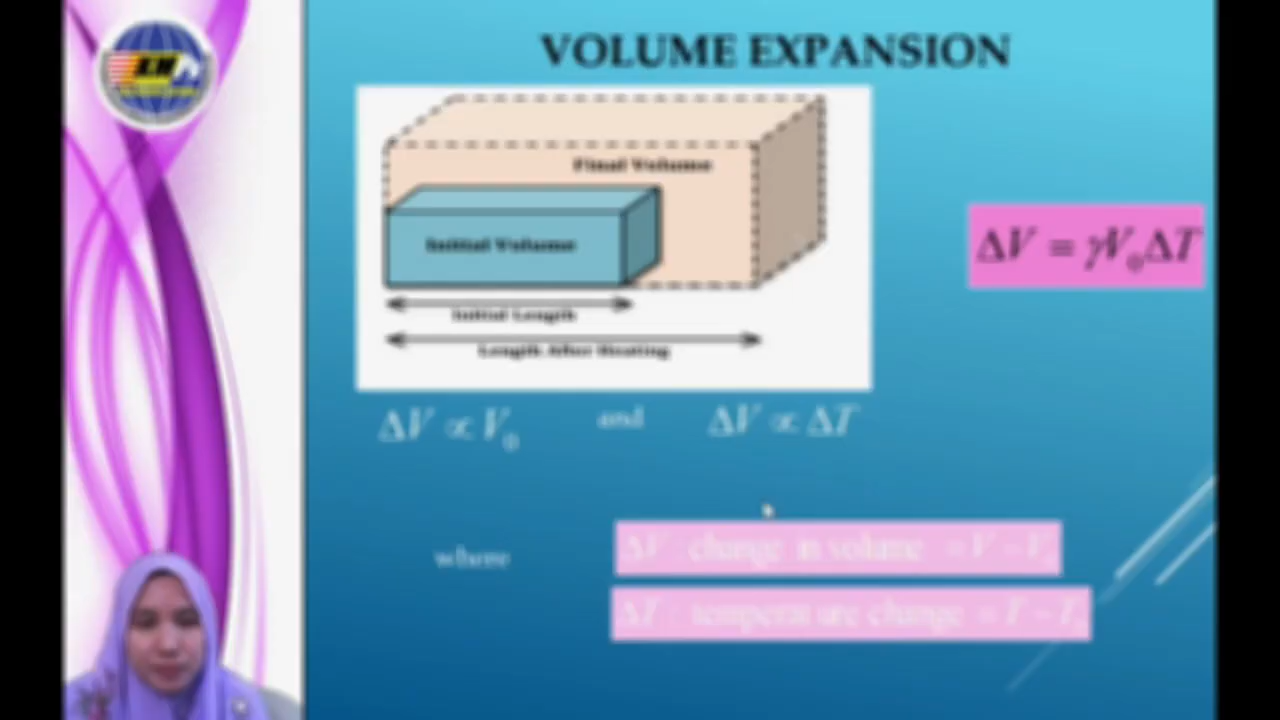 VOLUME EXPANSION
Final Volume
Initial Volume
Initial Length
Length After Heating
ΔV = γV₀ΔT
ΔV ∝ V₀ and ΔV ∝ ΔT
where
ΔV : change in volume = V – V₀
ΔT : temperature change = T – T₀